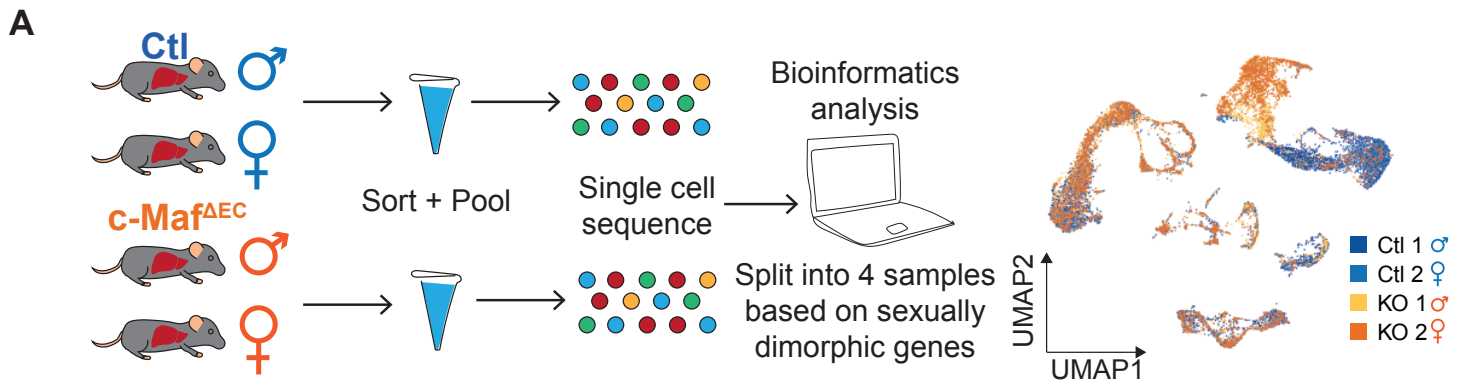 A
Ctl
♂
♀
c-Maf^ΔEC
♂
♀
Sort + Pool
Single cell
sequence
Bioinformatics
analysis
Split into 4 samples
based on sexually
dimorphic genes
UMAP2
UMAP1
Ctl 1 ♂
Ctl 2 ♀
KO 1 ♂
KO 2 ♀